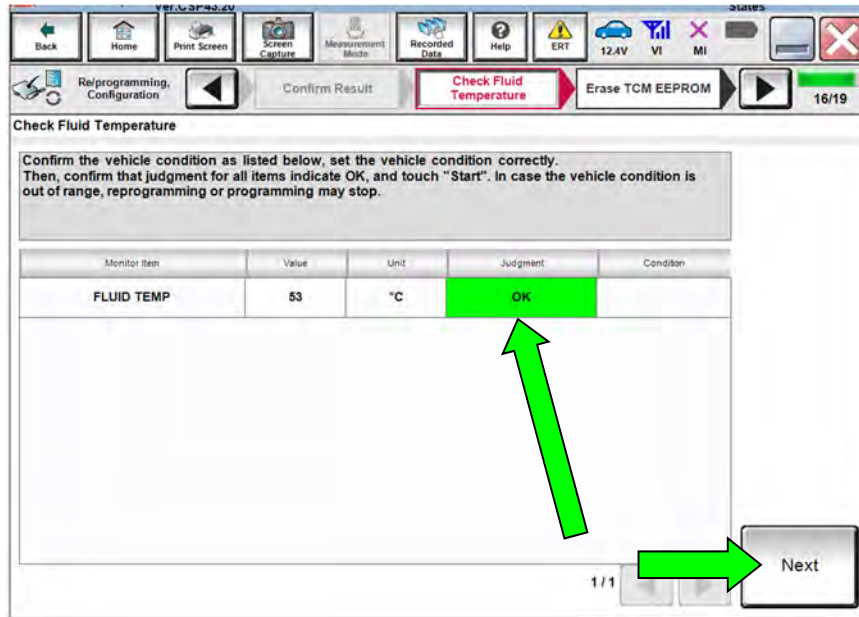 Ver.CSP43.20
States
Back
Home
Print Screen
Screen
Capture
Measurement
Mode
Recorded
Data
Help
ERT
12.4V
VI
MI
Re/programming,
Configuration
Confirm Result
Check Fluid
Temperature
Erase TCM EEPROM
16/19
Check Fluid Temperature
Confirm the vehicle condition as listed below, set the vehicle condition correctly.
Then, confirm that judgment for all items indicate OK, and touch "Start". In case the vehicle condition is
out of range, reprogramming or programming may stop.
Monitor Item
Value
Unit
Judgment
Condition
FLUID TEMP
53
°C
OK
1/1
Next